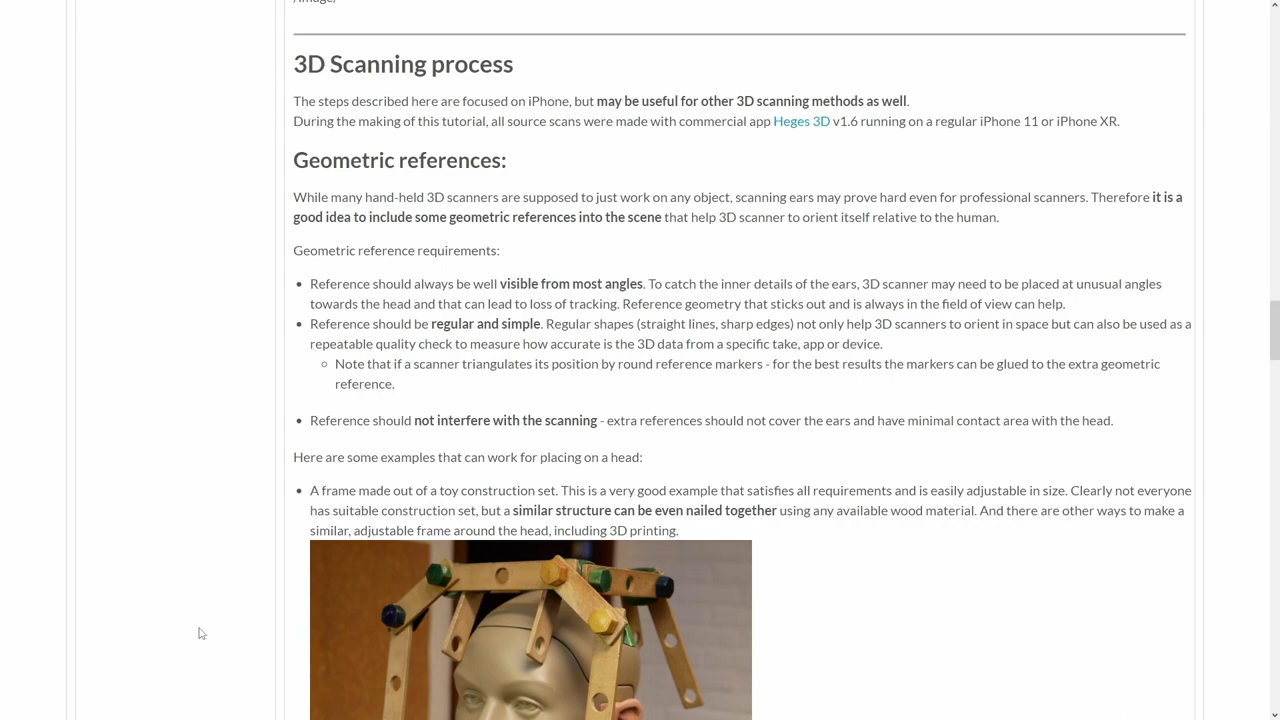 3D Scanning process
The steps described here are focused on iPhone, but may be useful for other 3D scanning methods as well.
During the making of this tutorial, all source scans were made with commercial app Heges 3D v1.6 running on a regular iPhone 11 or iPhone XR.
Geometric references:
While many hand-held 3D scanners are supposed to just work on any object, scanning ears may prove hard even for professional scanners. Therefore it is a
good idea to include some geometric references into the scene that help 3D scanner to orient itself relative to the human.
Geometric reference requirements:
• Reference should always be well visible from most angles. To catch the inner details of the ears, 3D scanner may need to be placed at unusual angles
towards the head and that can lead to loss of tracking. Reference geometry that sticks out and is always in the field of view can help.
• Reference should be regular and simple. Regular shapes (straight lines, sharp edges) not only help 3D scanners to orient in space but can also be used as a
repeatable quality check to measure how accurate is the 3D data from a specific take, app or device.
◦ Note that if a scanner triangulates its position by round reference markers - for the best results the markers can be glued to the extra geometric
reference.
• Reference should not interfere with the scanning - extra references should not cover the ears and have minimal contact area with the head.
Here are some examples that can work for placing on a head:
• A frame made out of a toy construction set. This is a very good example that satisfies all requirements and is easily adjustable in size. Clearly not everyone
has suitable construction set, but a similar structure can be even nailed together using any available wood material. And there are other ways to make a
similar, adjustable frame around the head, including 3D printing.